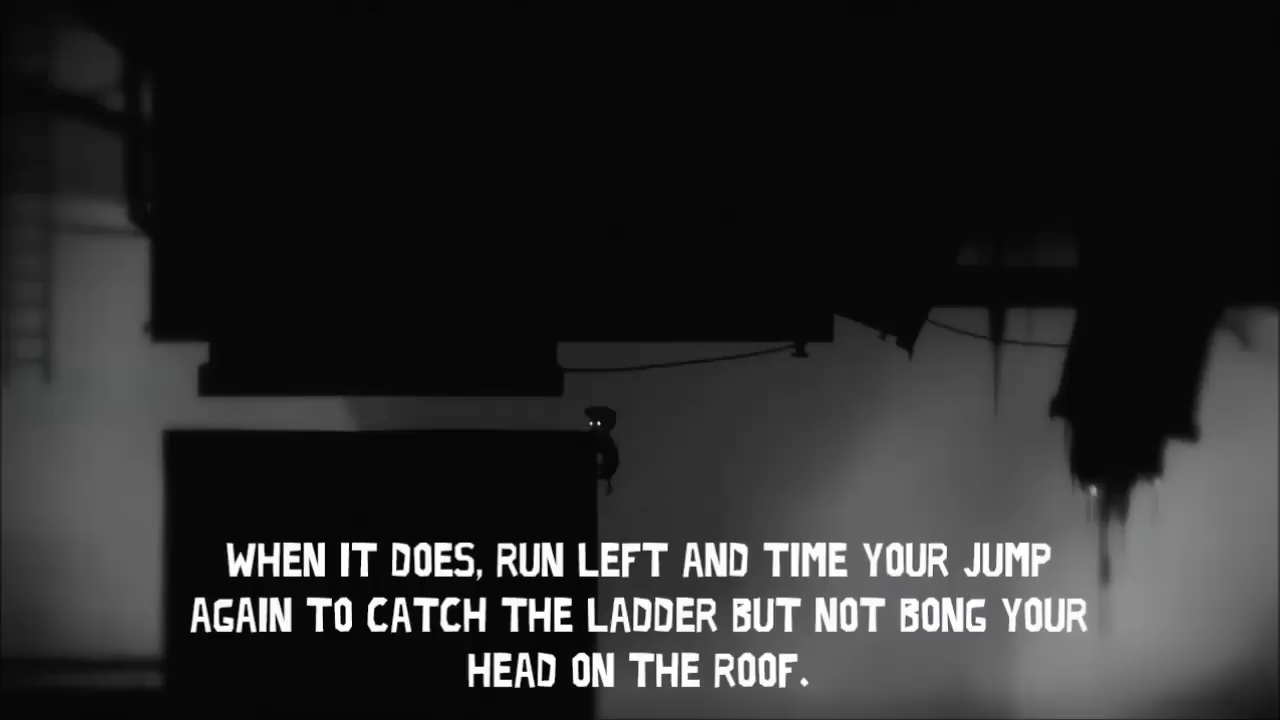 WHEN IT DOES, RUN LEFT AND TIME YOUR JUMP
AGAIN TO CATCH THE LADDER BUT NOT BONG YOUR
HEAD ON THE ROOF.